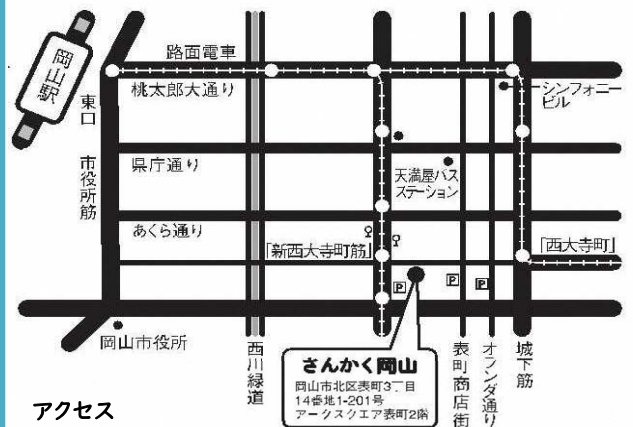 岡山駅
東口
路面電車
桃太郎大通り
シンフォニー
ビル
市役所筋
県庁通り
天満屋バス
ステーション
あくら通り
「新西大寺町筋」
「西大寺町」
P
P
P
岡山市役所
西川緑道
さんかく岡山
岡山市北区表町3丁目
14番地1-201号
アークスクエア表町2階
表町商店街
オランダ通り
城下筋
アクセス